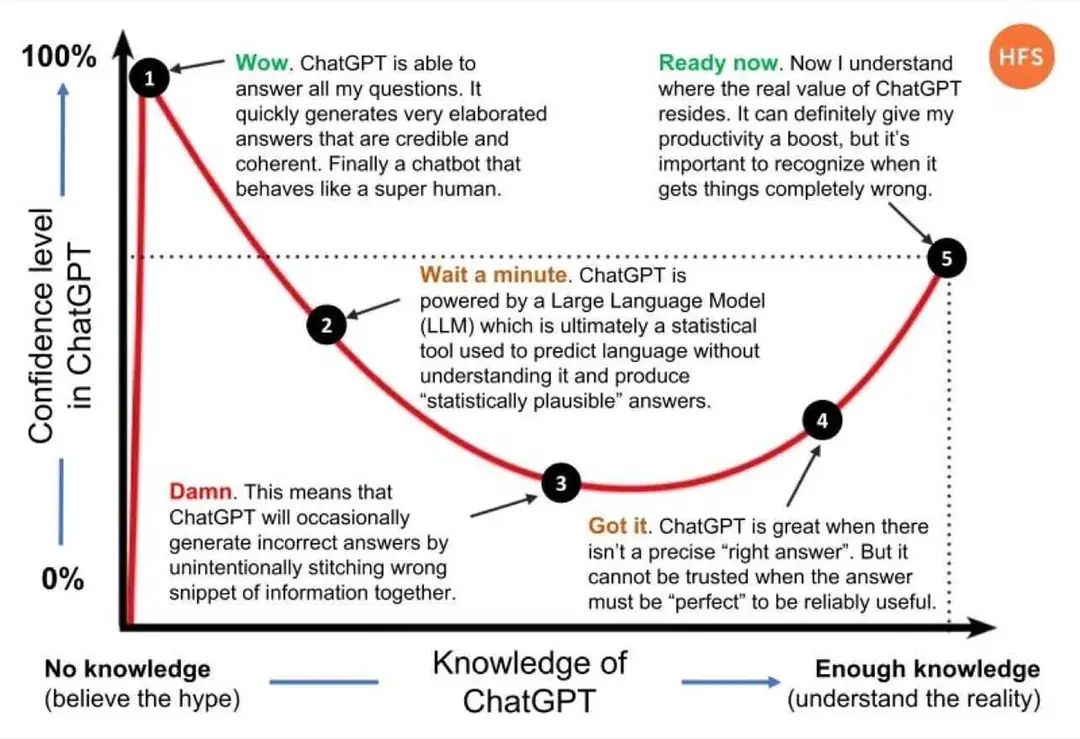 HFS
100%
Confidence level
in ChatGPT
0%
1
Wow. ChatGPT is able to
answer all my questions. It
quickly generates very elaborated
answers that are credible and
coherent. Finally a chatbot that
behaves like a super human.
2
Wait a minute. ChatGPT is
powered by a Large Language Model
(LLM) which is ultimately a statistical
tool used to predict language without
understanding it and produce
“statistically plausible” answers.
3
Damn. This means that
ChatGPT will occasionally
generate incorrect answers by
unintentionally stitching wrong
snippet of information together.
4
Got it. ChatGPT is great when there
isn’t a precise “right answer”. But it
cannot be trusted when the answer
must be “perfect” to be reliably useful.
5
Ready now. Now I understand
where the real value of ChatGPT
resides. It can definitely give my
productivity a boost, but it’s
important to recognize when it
gets things completely wrong.
No knowledge
(believe the hype)
Knowledge of
ChatGPT
Enough knowledge
(understand the reality)